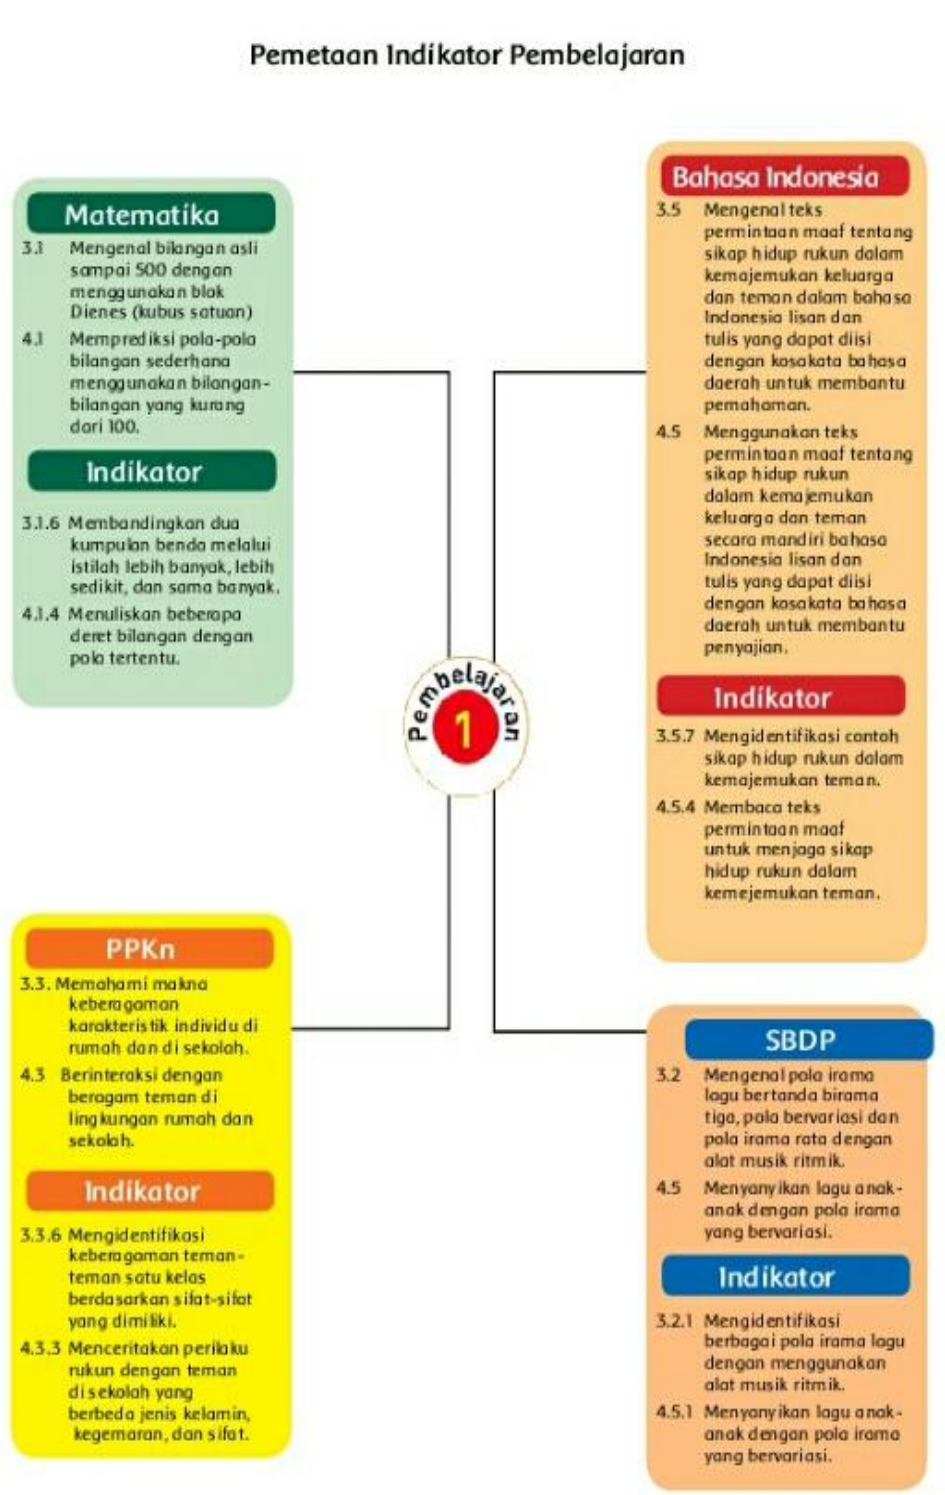 Pemetaan Indikator Pembelajaran
Matematika
3.1 Mengenal bilangan asli
sampai 500 dengan
menggunakan blok
Dienes (kubus satuan)
4.1 Memprediksi pola-pola
bilangan sederhana
menggunakan bilangan-
bilangan yang kurang
dari 100.
Indikator
3.1.6 Membandingkan dua
kumpulan benda melalui
istilah lebih banyak, lebih
sedikit, dan sama banyak.
4.1.4 Menuliskan beberapa
deret bilangan dengan
pola tertentu.
Bahasa Indonesia
3.5 Mengenal teks
permintaan maaf tentang
sikap hidup rukun dalam
kemajemukan keluarga
dan teman dalam bahasa
Indonesia lisan dan
tulis yang dapat diisi
dengan kosakata bahasa
daerah untuk membantu
pemahaman.
4.5 Menggunakan teks
permintaan maaf tentang
sikap hidup rukun
dalam kemajemukan
keluarga dan teman
secara mandiri bahasa
Indonesia lisan dan
tulis yang dapat diisi
dengan kosakata bahasa
daerah untuk membantu
penyajian.
Indikator
3.5.7 Mengidentifikasi contoh
sikap hidup rukun dalam
kemajemukan teman.
4.5.4 Membaca teks
permintaan maaf
untuk menjaga sikap
hidup rukun dalam
kemejemukan teman.
Pembelajaran
1
PPKn
3.3. Memahami makna
keberagaman
karakteristik individu di
rumah dan di sekolah.
4.3 Berinteraksi dengan
beragam teman di
lingkungan rumah dan
sekolah.
Indikator
3.3.6 Mengidentifikasi
keberagaman teman-
teman satu kelas
berdasarkan sifat-sifat
yang dimiliki.
4.3.3 Menceritakan perilaku
rukun dengan teman
di sekolah yang
berbeda jenis kelamin,
kegemaran, dan sifat.
SBDP
3.2 Mengenal pola irama
lagu bertanda birama
tiga, pola bervariasi dan
pola irama rata dengan
alat musik ritmik.
4.5 Menyanyikan lagu anak-
anak dengan pola irama
yang bervariasi.
Indikator
3.2.1 Mengidentifikasi
berbagai pola irama lagu
dengan menggunakan
alat musik ritmik.
4.5.1 Menyanyikan lagu anak-
anak dengan pola irama
yang bervariasi.